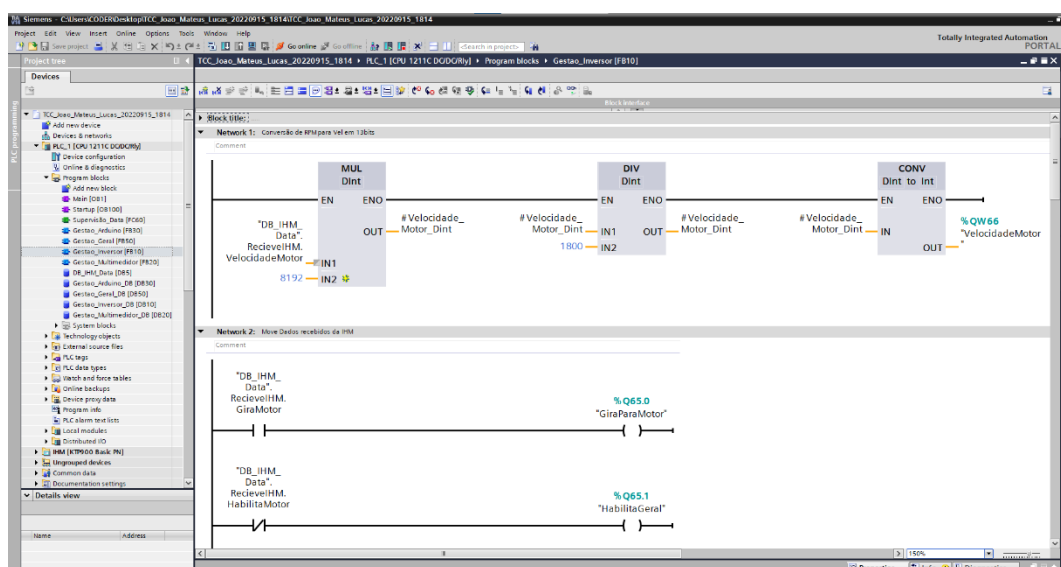 Siemens - C:\Users\CODER\Desktop\TCC_Joao_Mateus_Lucas_20220915_1814\TCC_Joao_Mateus_Lucas_20220915_1814
Project Edit View Insert Online Options Tools Window Help
Save project
Go online
Go offline
<Search in project>
Totally Integrated Automation
PORTAL
Project tree
TCC_Joao_Mateus_Lucas_20220915_1814 PLC_1 [CPU 1211C DC/DC/Rly] Program blocks Gestao_Inversor [FB10]
Devices
PLC programming
TCC_Joao_Mateus_Lucas_20220915_1814
Add new device
Devices & networks
PLC_1 [CPU 1211C DC/DC/Rly]
Device configuration
Online & diagnostics
Program blocks
Add new block
Main [OB1]
Startup [OB100]
Supervisão_Data [FC60]
Gestao_Arduino [FB30]
Gestao_Geral [FB50]
Gestao_Inversor [FB10]
Gestao_Multimedidor [FB20]
DB_IHM_Data [DB5]
Gestao_Arduino_DB [DB30]
Gestao_Geral_DB [DB50]
Gestao_Inversor_DB [DB10]
Gestao_Multimedidor_DB [DB20]
System blocks
Technology objects
External source files
PLC tags
PLC data types
Watch and force tables
Online backups
Device proxy data
Program info
PLC alarm text lists
Local modules
Distributed I/O
IHM [KTP900 Basic PN]
Ungrouped devices
Common data
Documentation settings
Details view
Name Address
Block interface
Block title:
Network 1: Conversão de RPM para Vel em 13bits
Comment
MUL
DInt
EN ENO
"DB_IHM_
Data".
RecieveIHM.
VelocidadeMotor
IN1
8192
IN2
OUT
#Velocidade_
Motor_Dint
DIV
DInt
EN ENO
#Velocidade_
Motor_Dint
IN1
1800
IN2
OUT
#Velocidade_
Motor_Dint
CONV
Dint to Int
EN ENO
#Velocidade_
Motor_Dint
IN
OUT
%QW66
"VelocidadeMotor
"
Network 2: Move Dados recebidos da IHM
Comment
"DB_IHM_
Data".
RecieveIHM.
GiraMotor
%Q65.0
"GiraParaMotor"
"DB_IHM_
Data".
RecieveIHM.
HabilitaMotor
%Q65.1
"HabilitaGeral"
150%